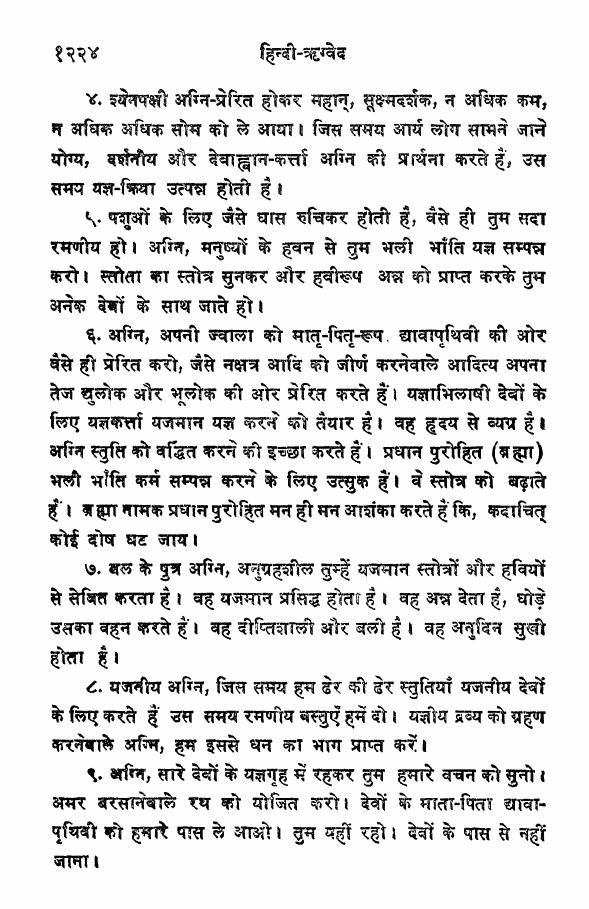 १२२४ हिन्दी-ऋग्वेद
४. श्येनपक्षी अग्नि-प्रेरित होकर महान्, सूक्ष्मदर्शक, न अधिक कम,
न अधिक अधिक सोम को ले आया। जिस समय आर्य लोग सामने जाने
योग्य, दर्शनीय और देवाह्वान-कर्त्ता अग्नि की प्रार्थना करते हैं, उस
समय यज्ञ-क्रिया उत्पन्न होती है।
५. पशुओं के लिए जैसे घास रुचिकर होती है, वैसे ही तुम सदा
रमणीय हो। अग्नि, मनुष्यों के हवन से तुम भली भाँति यज्ञ सम्पन्न
करो। स्तोता का स्तोत्र सुनकर और हवीरूप अन्न को प्राप्त करके तुम
अनेक देवों के साथ जाते हो।
६. अग्नि, अपनी ज्वाला को मातृ-पितृ-रूप द्यावापृथिवी की ओर
वैसे ही प्रेरित करो, जैसे नक्षत्र आदि को जीर्ण करनेवाले आदित्य अपना
तेज द्युलोक और भूलोक की ओर प्रेरित करते हैं। यज्ञाभिलाषी देवों के
लिए यज्ञकर्त्ता यजमान यज्ञ करने को तैयार है। वह हृदय से व्यग्र है।
अग्नि स्तुति को वर्द्धित करने की इच्छा करते हैं। प्रधान पुरोहित (ब्रह्मा)
भली भाँति कर्म सम्पन्न करने के लिए उत्सुक हैं। वे स्तोत्र को बढ़ाते
हैं। ब्रह्मा नामक प्रधान पुरोहित मन ही मन आशंका करते हैं कि, कदाचित्
कोई दोष घट जाय।
७. बल के पुत्र अग्नि, अनुग्रहशील तुम्हें यजमान स्तोत्रों और हवियों
से सेवित करता है। वह यजमान प्रसिद्ध होता है। वह अन्न देता है, घोड़े
उसका वहन करते हैं। वह दीप्तिशाली और बली है। वह अनुदिन सुखी
होता है।
८. यजनीय अग्नि, जिस समय हम ढेर की ढेर स्तुतियाँ यजनीय देवों
के लिए करते हैं उस समय रमणीय वस्तुएँ हमें दो। यज्ञीय द्रव्य को ग्रहण
करनेवाले अग्नि, हम इससे धन का भाग प्राप्त करें।
९. अग्नि, सारे देवों के यज्ञगृह में रहकर तुम हमारे वचन को सुनो।
अमर बरसानेवाले रथ को योजित करो। देवों के माता-पिता द्यावा-
पृथिवी को हमारे पास ले आओ। तुम यहीं रहो। देवों के पास से नहीं
जाना।